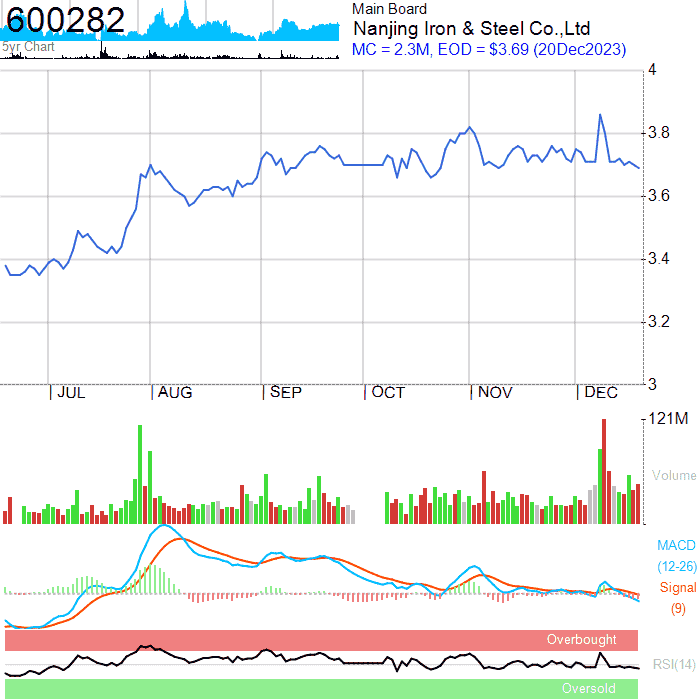 600282
5yr Chart
Main Board
Nanjing Iron & Steel Co.,Ltd
MC = 2.3M, EOD = $3.69 (20Dec2023)
4
3.8
3.6
3.4
3.2
3
JUL AUG SEP OCT NOV DEC
121M
Volume
MACD
(12-26)
Signal
(9)
Overbought
RSI(14)
Oversold